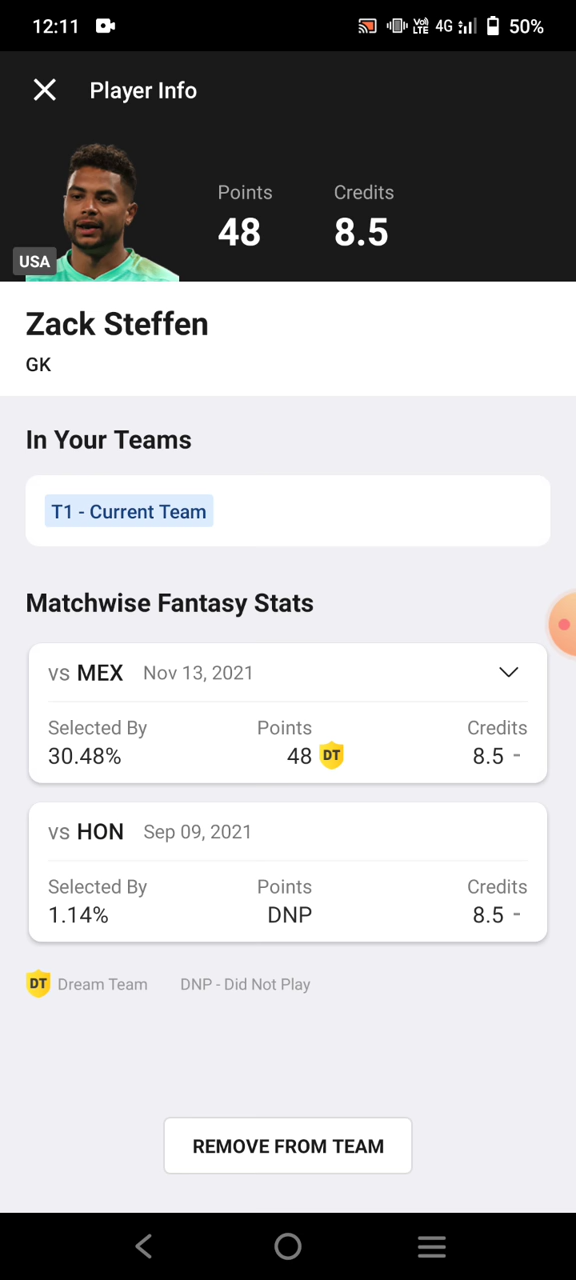 12:11 Vo) LTE 4G 50%
Player Info
Points Credits
48 8.5
USA
Zack Steffen
GK
In Your Teams
T1 - Current Team
Matchwise Fantasy Stats
vs MEX Nov 13, 2021
Selected By Points Credits
30.48% 48 DT 8.5 -
vs HON Sep 09, 2021
Selected By Points Credits
1.14% DNP 8.5 -
DT Dream Team DNP - Did Not Play
REMOVE FROM TEAM